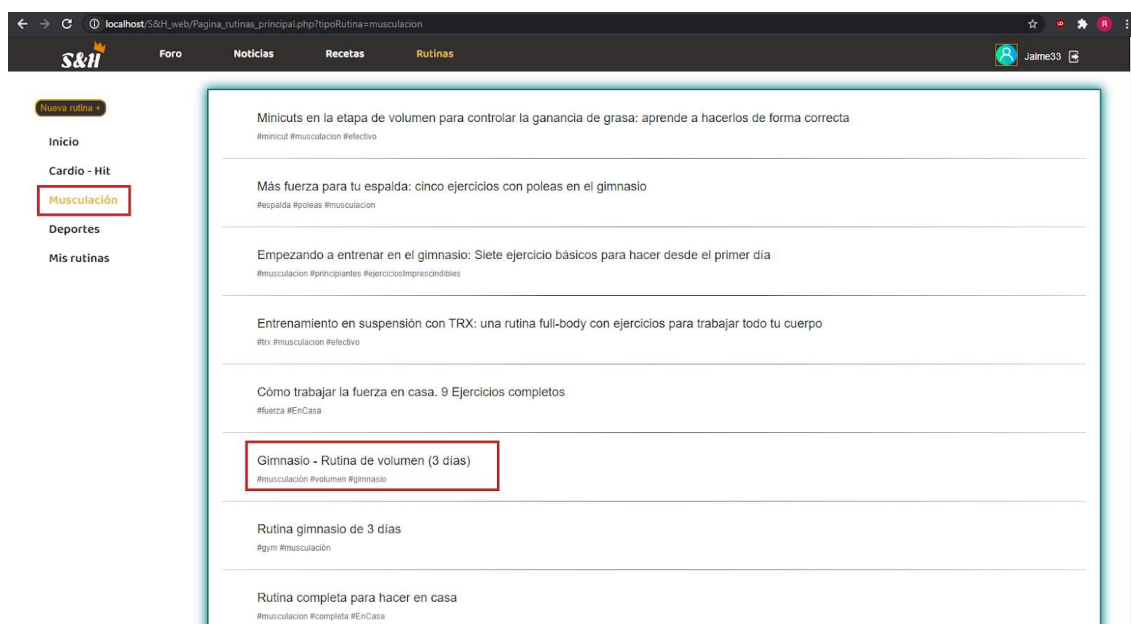 localhost/S&H_web/Pagina_rutinas_principal.php?tipoRutina=musculacion
R
S&H
Foro
Noticias
Recetas
Rutinas
Jaime33
Nueva rutina +
Inicio
Cardio - Hit
Musculación
Deportes
Mis rutinas
Minicuts en la etapa de volumen para controlar la ganancia de grasa: aprende a hacerlos de forma correcta
#minicut #musculacion #efectivo
Más fuerza para tu espalda: cinco ejercicios con poleas en el gimnasio
#espalda #poleas #musculacion
Empezando a entrenar en el gimnasio: Siete ejercicio básicos para hacer desde el primer día
#musculacion #principiantes #ejerciciosImprescindibles
Entrenamiento en suspensión con TRX: una rutina full-body con ejercicios para trabajar todo tu cuerpo
#trx #musculacion #efectivo
Cómo trabajar la fuerza en casa. 9 Ejercicios completos
#fuerza #EnCasa
Gimnasio - Rutina de volumen (3 días)
#musculación #volumen #gimnasio
Rutina gimnasio de 3 días
#gym #musculación
Rutina completa para hacer en casa
#musculacion #completa #EnCasa